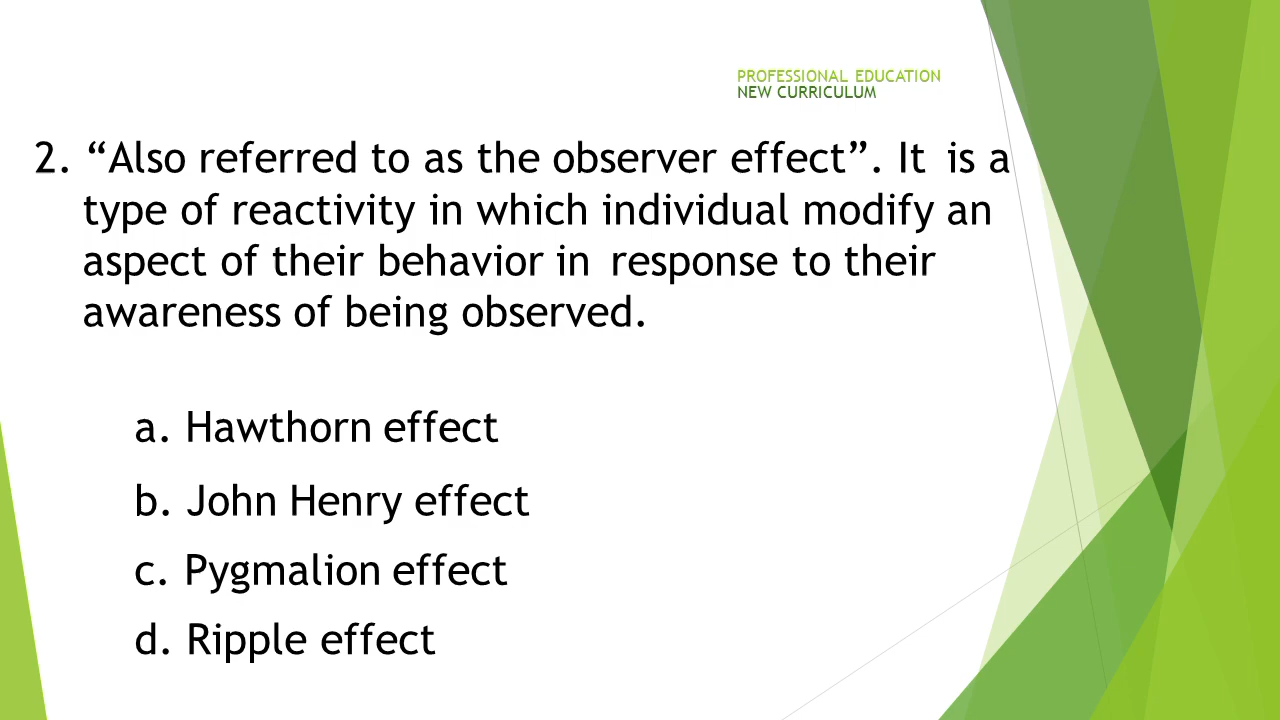 PROFESSIONAL EDUCATION
NEW CURRICULUM
2. “Also referred to as the observer effect”. It is a
type of reactivity in which individual modify an
aspect of their behavior in response to their
awareness of being observed.
a. Hawthorn effect
b. John Henry effect
c. Pygmalion effect
d. Ripple effect